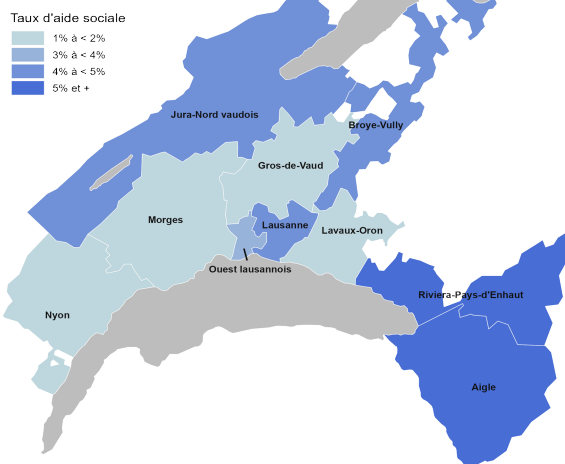 Taux d'aide sociale
1% à < 2%
3% à < 4%
4% à < 5%
5% et +
Jura-Nord vaudois
Broye-Vully
Gros-de-Vaud
Morges
Lausanne
Lavaux-Oron
Ouest lausannois
Riviera-Pays-d'Enhaut
Nyon
Aigle